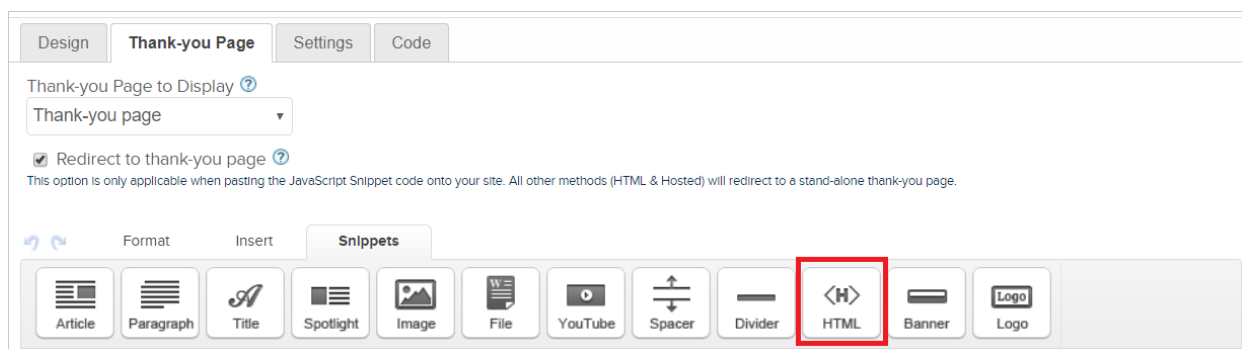 Design Thank-you Page Settings Code
Thank-you Page to Display ?
Thank-you page
Redirect to thank-you page ?
This option is only applicable when pasting the JavaScript Snippet code onto your site. All other methods (HTML & Hosted) will redirect to a stand-alone thank-you page.
Format Insert Snippets
A W <H> Logo
Article Paragraph Title Spotlight Image File YouTube Spacer Divider HTML Banner Logo